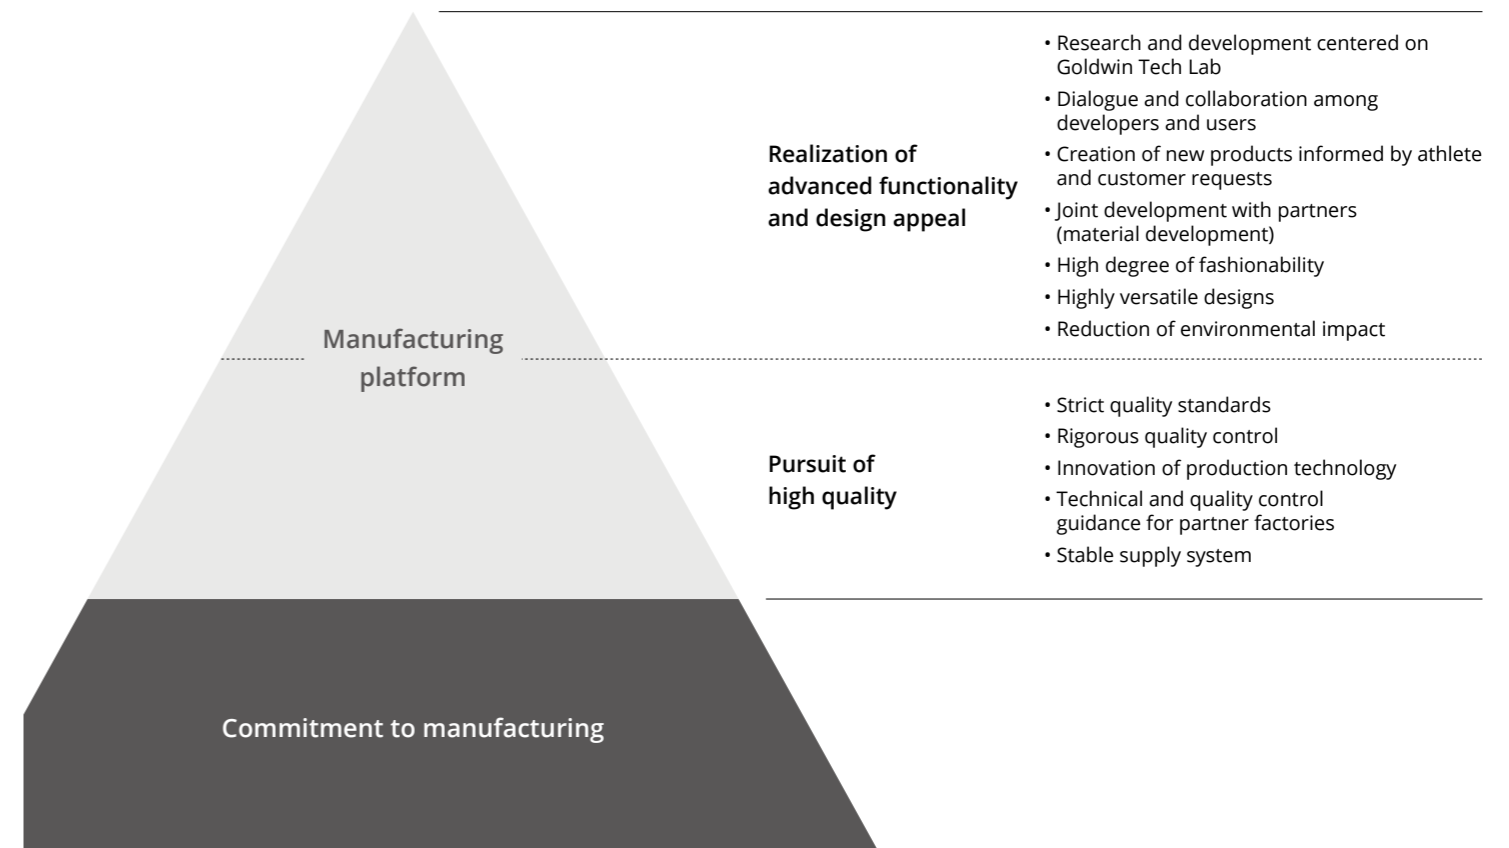 Realization of
advanced functionality
and design appeal
• Research and development centered on
Goldwin Tech Lab
• Dialogue and collaboration among
developers and users
• Creation of new products informed by athlete
and customer requests
• Joint development with partners
(material development)
• High degree of fashionability
• Highly versatile designs
• Reduction of environmental impact
Manufacturing
platform
Pursuit of
high quality
• Strict quality standards
• Rigorous quality control
• Innovation of production technology
• Technical and quality control
guidance for partner factories
• Stable supply system
Commitment to manufacturing